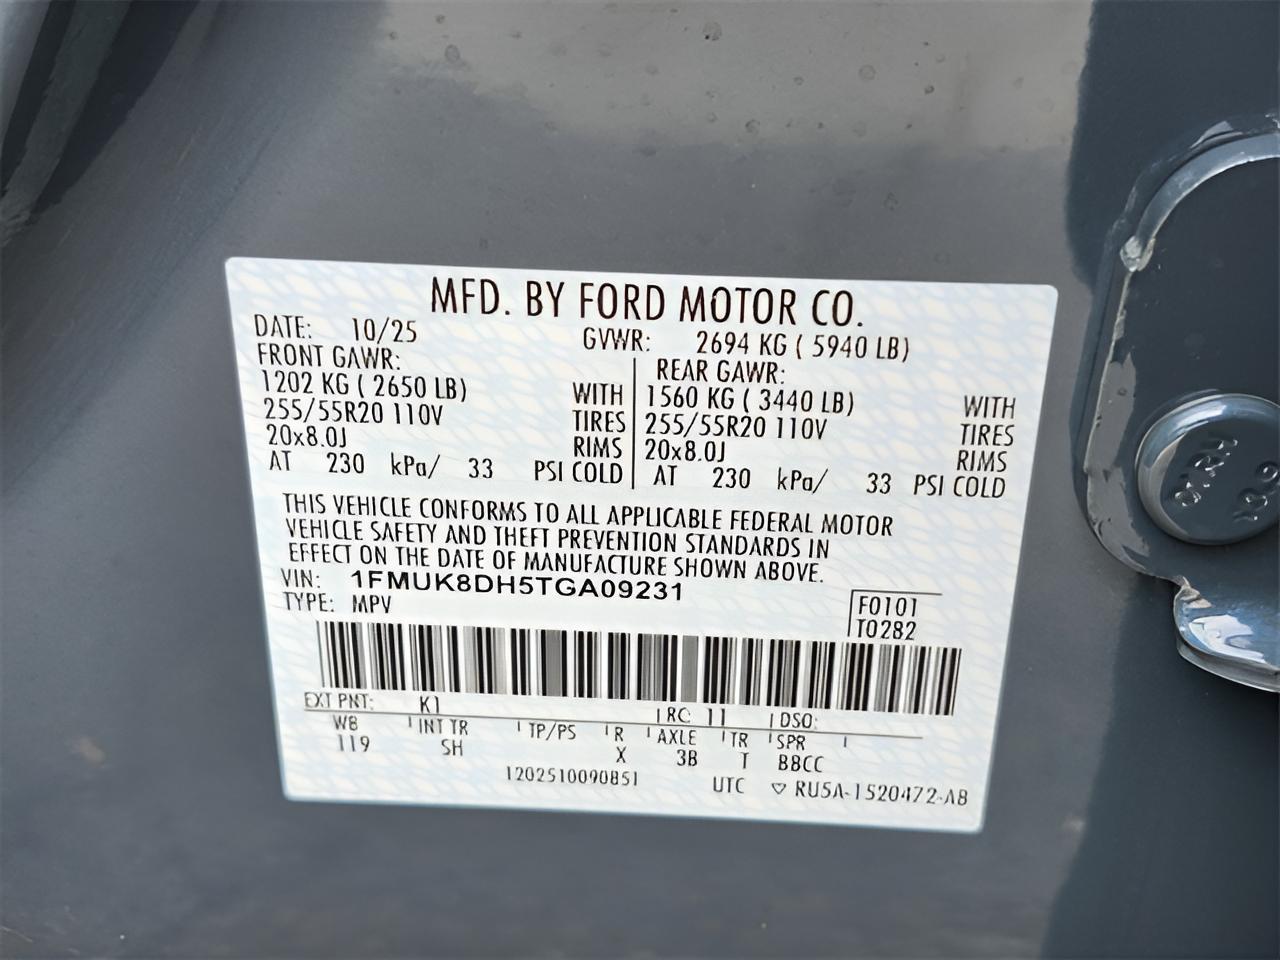 MFD. BY FORD MOTOR CO.
DATE: 10/25 GVWR: 2694 KG ( 5940 LB)
FRONT GAWR: REAR GAWR:
1202 KG ( 2650 LB) WITH 1560 KG ( 3440 LB) WITH
255/55R20 110V TIRES 255/55R20 110V TIRES
20x8.0J RIMS 20x8.0J RIMS
AT 230 kPa/ 33 PSI COLD AT 230 kPa/ 33 PSI COLD
THIS VEHICLE CONFORMS TO ALL APPLICABLE FEDERAL MOTOR
VEHICLE SAFETY AND THEFT PREVENTION STANDARDS IN
EFFECT ON THE DATE OF MANUFACTURE SHOWN ABOVE.
VIN: 1FMUK8DH5TGA09231
TYPE: MPV
F0101
T0282
EXT PNT: K1 RC: 11 DSO:
WB INT TR TP/PS R AXLE TR SPR
119 SH X 3B T BBCC
1202510090851 UTC ▽ RU5A-1520472-AB